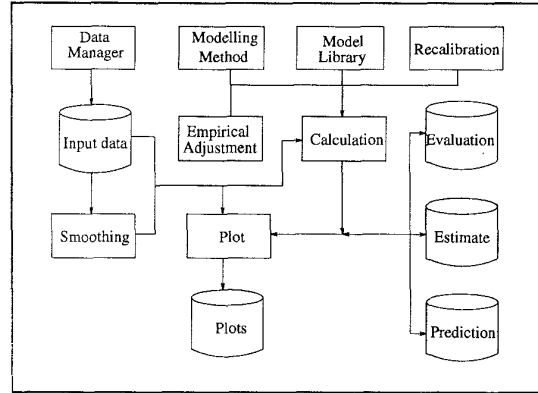 Data
Manager
Modelling
Method
Model
Library
Recalibration
Input data
Empirical
Adjustment
Calculation
Evaluation
Smoothing
Plot
Estimate
Plots
Prediction